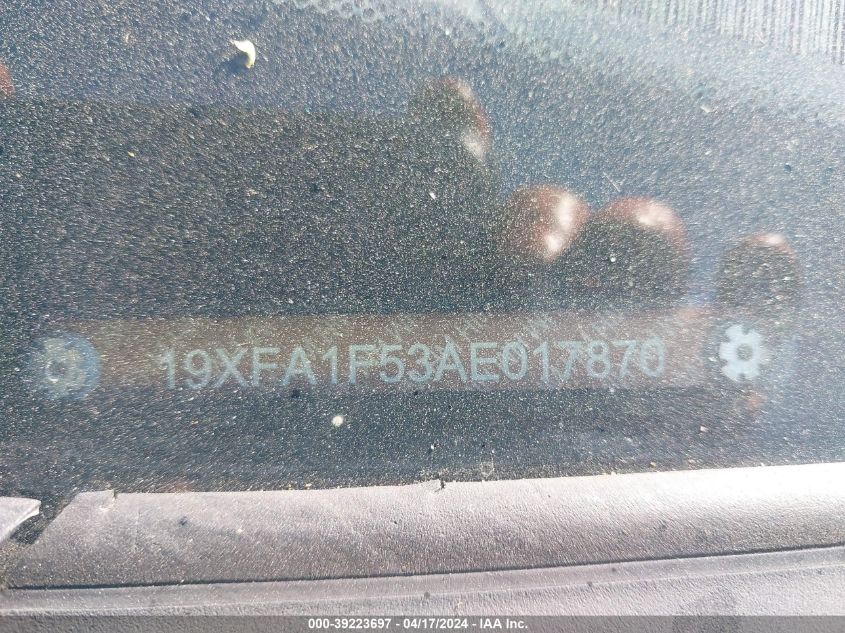 19XFA1F53AE017870
000-39223697 - 04/17/2024 - IAA Inc.